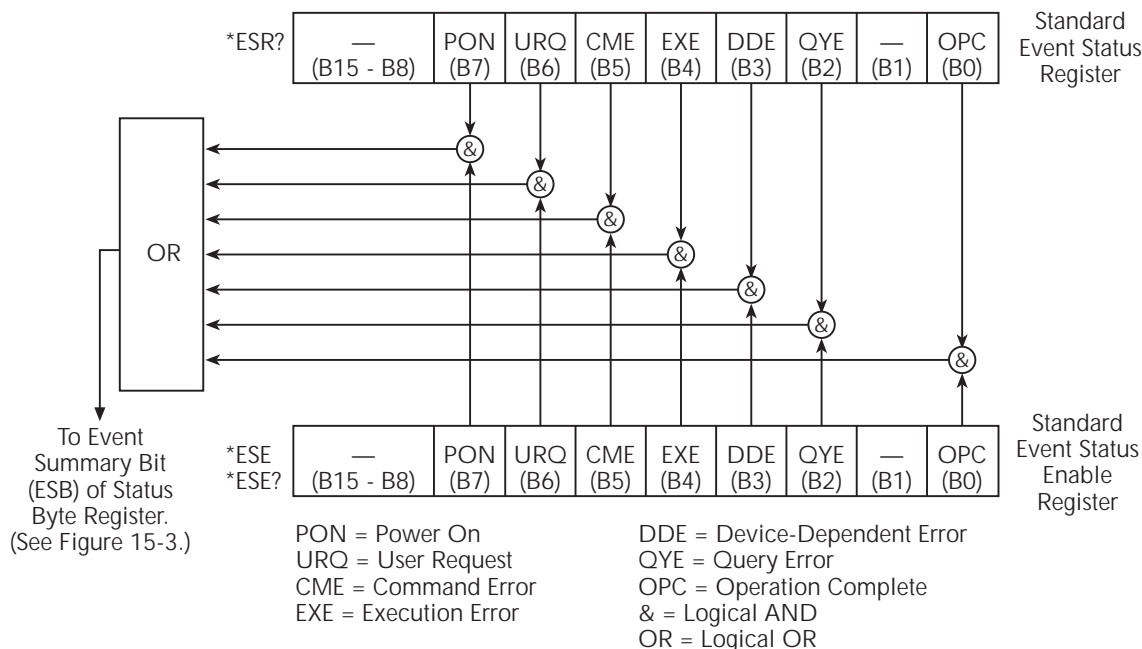 *ESR?
— PON URQ CME EXE DDE QYE — OPC
(B15 - B8) (B7) (B6) (B5) (B4) (B3) (B2) (B1) (B0)
Standard
Event Status
Register
& & & & & & &
OR
To Event
Summary Bit
(ESB) of Status
Byte Register.
(See Figure 15-3.)
*ESE
*ESE?
— PON URQ CME EXE DDE QYE — OPC
(B15 - B8) (B7) (B6) (B5) (B4) (B3) (B2) (B1) (B0)
Standard
Event Status
Enable
Register
PON = Power On
URQ = User Request
CME = Command Error
EXE = Execution Error
DDE = Device-Dependent Error
QYE = Query Error
OPC = Operation Complete
& = Logical AND
OR = Logical OR